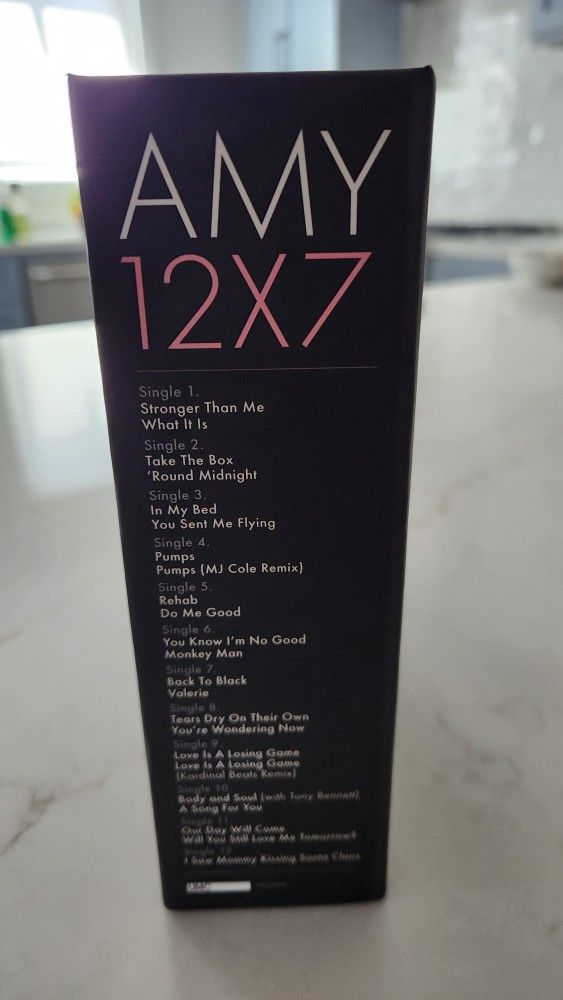 AMY
12X7
Single 1.
Stronger Than Me
What It Is
Single 2.
Take The Box
‘Round Midnight
Single 3.
In My Bed
You Sent Me Flying
Single 4.
Pumps
Pumps (MJ Cole Remix)
Single 5.
Rehab
Do Me Good
Single 6.
You Know I'm No Good
Monkey Man
Single 7.
Back To Black
Valerie
Single 8.
Tears Dry On Their Own
You're Wondering Now
Single 9.
Love Is A Losing Game
Love Is A Losing Game
(Kardinal Beats Remix)
Single 10.
Body and Soul (with Tony Bennett)
A Song For You
Single 11.
Our Day Will Come
Will You Still Love Me Tomorrow?
Single 12.
I Saw Mommy Kissing Santa Claus
UMC